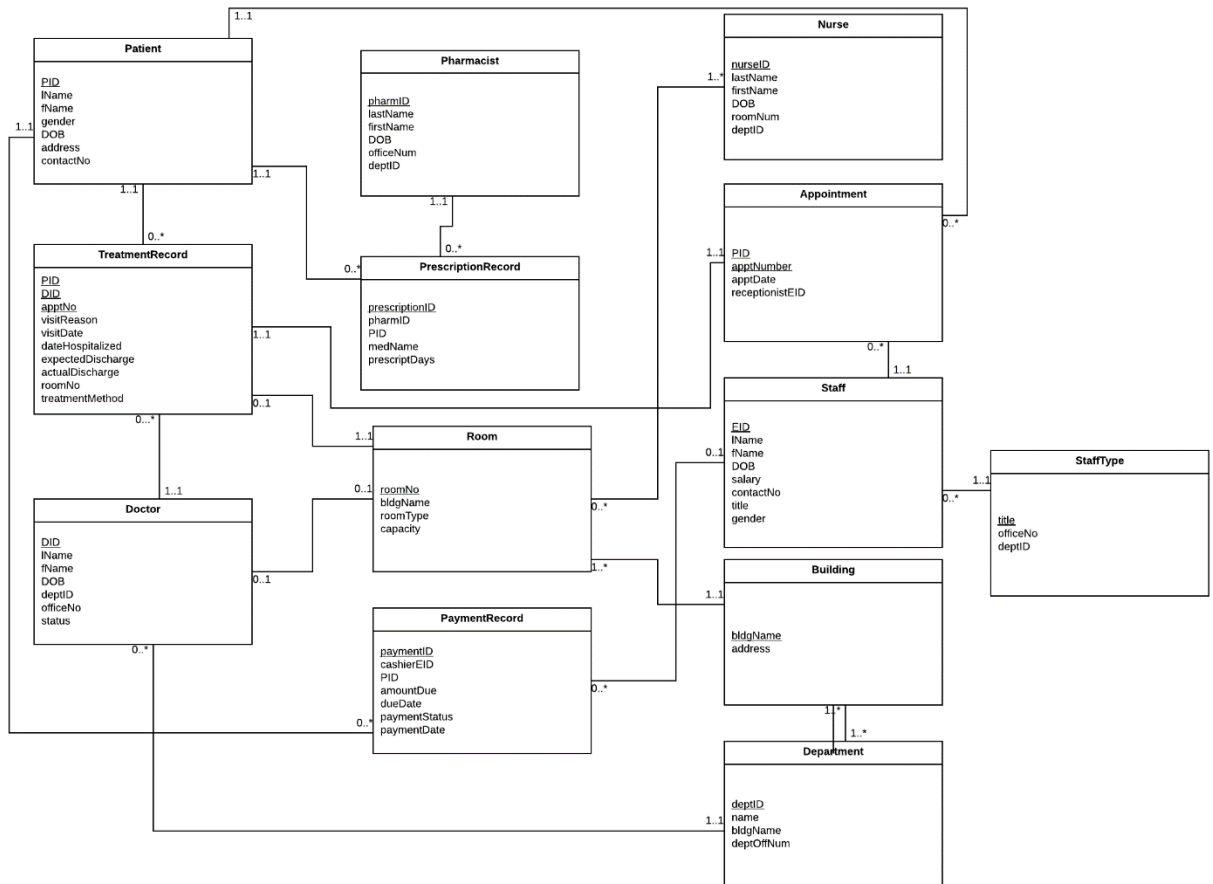 1..1
Patient
PID
lName
fName
gender
DOB
address
contactNo
1..1
1..1
1..1
0..*
Pharmacist
pharmID
lastName
firstName
DOB
officeNum
deptID
1..1
0..*
Nurse
nurseID
lastName
firstName
DOB
roomNum
deptID
1..*
Appointment
PID
apptNumber
apptDate
receptionistEID
0..*
1..1
0..*
1..1
TreatmentRecord
PID
DID
apptNo
visitReason
visitDate
dateHospitalized
expectedDischarge
actualDischarge
roomNo
treatmentMethod
1..1
0..1
0...*
1..1
PrescriptionRecord
prescriptionID
pharmID
PID
medName
prescriptDays
0..*
Staff
EID
lName
fName
DOB
salary
contactNo
title
gender
0..1
0..*
StaffType
title
officeNo
deptID
1..1
Room
roomNo
bldgName
roomType
capacity
1..1
0..1
0..*
1..*
Doctor
DID
lName
fName
DOB
deptID
officeNo
status
0..1
0..*
Building
bldgName
address
1..1
1..*
1..*
PaymentRecord
paymentID
cashierEID
PID
amountDue
dueDate
paymentStatus
paymentDate
0..*
0..*
Department
deptID
name
bldgName
deptOffNum
1..1